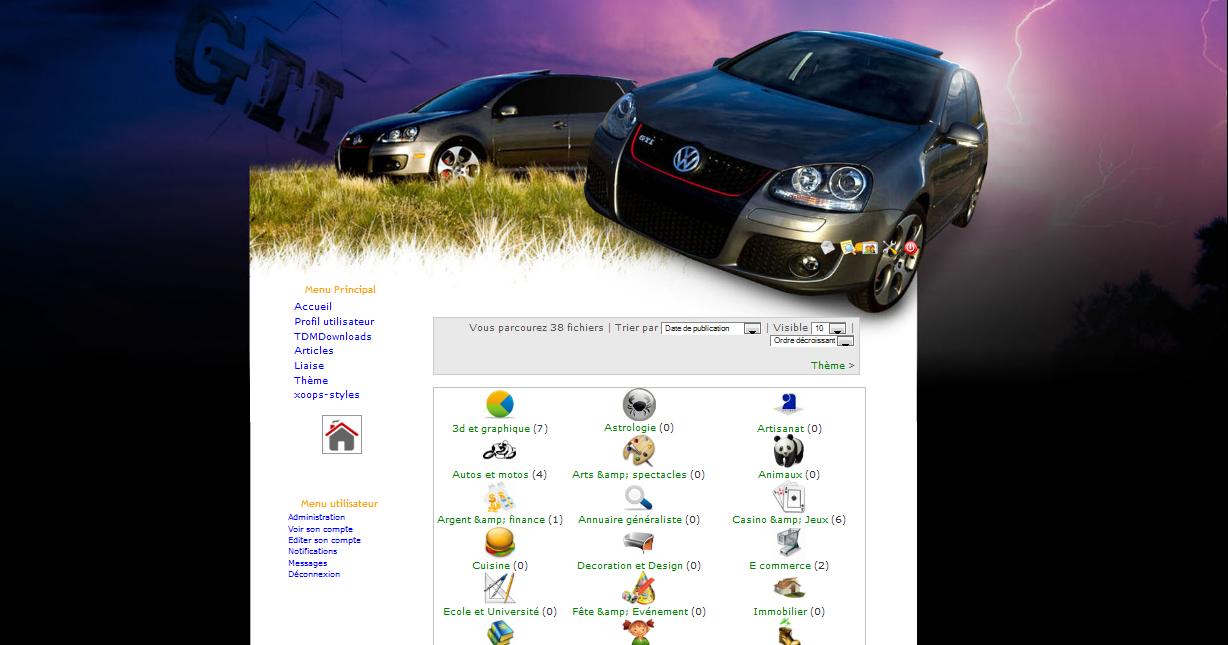 GTI
GTI
Menu Principal
Accueil
Profil utilisateur
TDMDownloads
Articles
Liaise
Thème
xoops-styles
Menu utilisateur
Administration
Voir son compte
Editer son compte
Notifications
Messages
Déconnexion
Vous parcourez 38 fichiers | Trier par Date de publication | Visible 10 |
Ordre décroissant
Thème >
3d et graphique (7) Astrologie (0) Artisanat (0)
Autos et motos (4) Arts &amp; spectacles (0) Animaux (0)
Argent &amp; finance (1) Annuaire généraliste (0) Casino &amp; Jeux (6)
Cuisine (0) Decoration et Design (0) E commerce (2)
Ecole et Université (0) Fête &amp; Evénement (0) Immobilier (0)